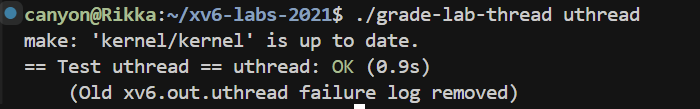 canyon@Rikka:~/xv6-labs-2021$ ./grade-lab-thread uthread
make: 'kernel/kernel' is up to date.
== Test uthread == uthread: OK (0.9s)
    (Old xv6.out.uthread failure log removed)